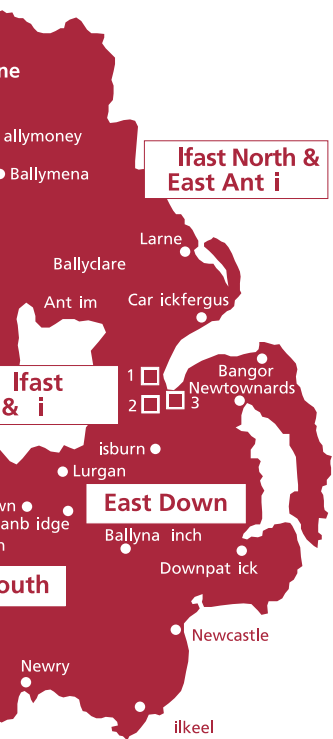 ne
allymoney
Ballymena
lfast North &
East Ant i
Larne
Ballyclare
Ant im
Car ickfergus
1
lfast
& i
2
3
Bangor
Newtownards
isburn
Lurgan
wn
anb idge
n
East Down
Ballyna inch
Downpat ick
outh
Newcastle
Newry
ilkeel